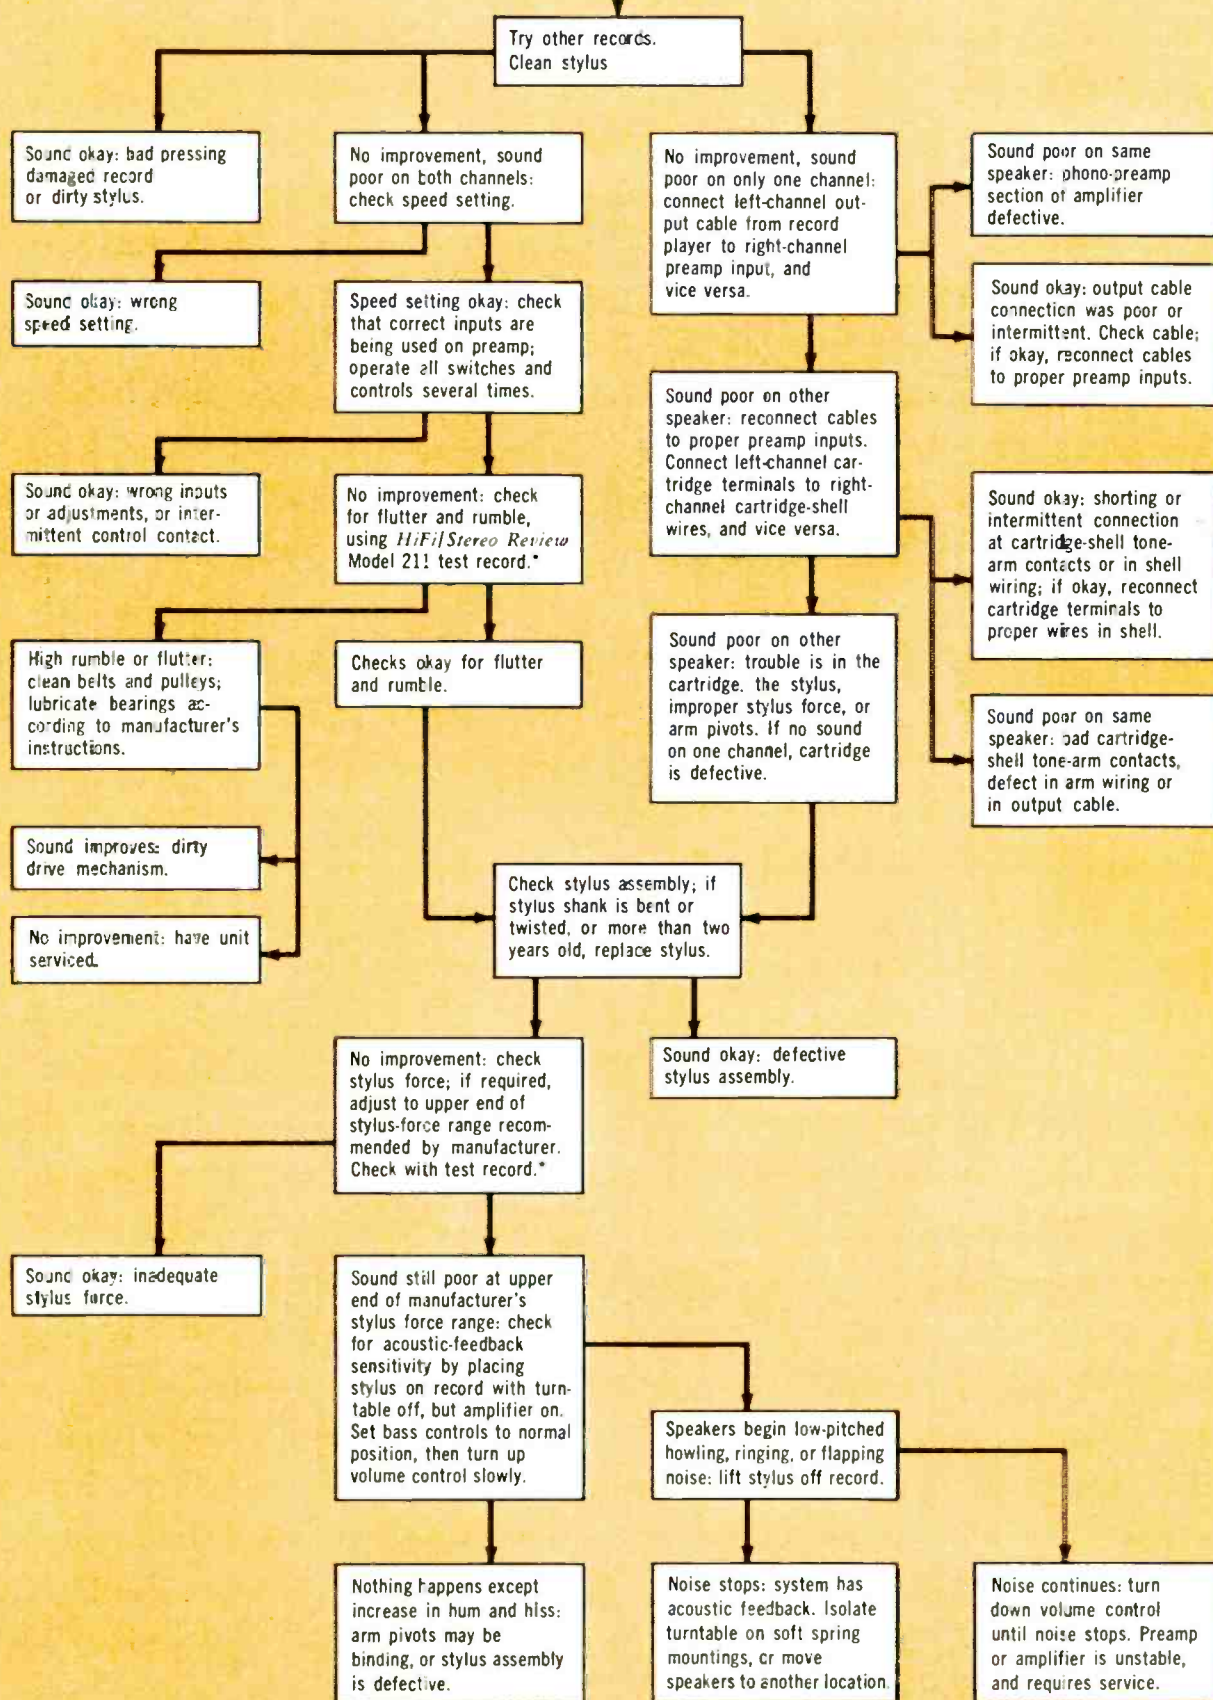 Try other records.
Clean stylus
Sound okay: bad pressing
damaged record
or dirty stylus.
No improvement, sound
poor on both channels:
check speed setting.
No improvement, sound
poor on only one channel:
connect left-channel out-
put cable from record
player to right-channel
preamp input, and
vice versa.
Sound poor on same
speaker: phono-preamp
section of amplifier
defective.
Sound okay: wrong
speed setting.
Speed setting okay: check
that correct inputs are
being used on preamp;
operate all switches and
controls several times.
Sound okay: output cable
connection was poor or
intermittent. Check cable;
if okay, reconnect cables
to proper preamp inputs.
Sound poor on other
speaker: reconnect cables
to proper preamp inputs.
Connect left-channel car-
tridge terminals to right-
channel cartridge-shell
wires, and vice versa.
Sound okay: wrong inputs
or adjustments, or inter-
mittent control contact.
No improvement: check
for flutter and rumble,
using HiFi/Stereo Review
Model 211 test record.*
Sound okay: shorting or
intermittent connection
at cartridge-shell tone-
arm contacts or in shell
wiring; if okay, reconnect
cartridge terminals to
proper wires in shell.
High rumble or flutter:
clean belts and pulleys;
lubricate bearings ac-
cording to manufacturer's
instructions.
Checks okay for flutter
and rumble.
Sound poor on other
speaker: trouble is in the
cartridge. the stylus,
improper stylus force, or
arm pivots. If no sound
on one channel, cartridge
is defective.
Sound poor on same
speaker: bad cartridge-
shell tone-arm contacts,
defect in arm wiring or
in output cable.
Sound improves: dirty
drive mechanism.
No improvement: have unit
serviced.
Check stylus assembly; if
stylus shank is bent or
twisted, or more than two
years old, replace stylus.
No improvement: check
stylus force; if required,
adjust to upper end of
stylus-force range recom-
mended by manufacturer.
Check with test record.*
Sound okay: defective
stylus assembly.
Sound okay: inadequate
stylus force.
Sound still poor at upper
end of manufacturer's
stylus force range: check
for acoustic-feedback
sensitivity by placing
stylus on record with turn-
table off, but amplifier on.
Set bass controls to normal
position, then turn up
volume control slowly.
Speakers begin low-pitched
howling, ringing, or flapping
noise: lift stylus off record.
Nothing happens except
increase in hum and hiss:
arm pivots may be
binding, or stylus assembly
is defective.
Noise stops: system has
acoustic feedback. Isolate
turntable on soft spring
mountings, or move
speakers to another location.
Noise continues: turn
down volume control
until noise stops. Preamp
or amplifier is unstable,
and requires service.